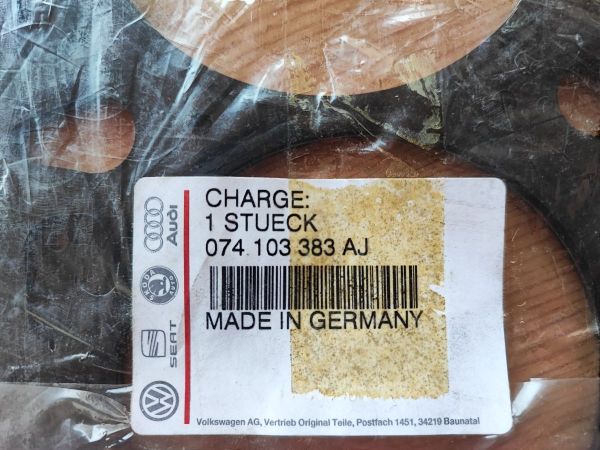 CHARGE:
1 STUECK
074 103 383 AJ
MADE IN GERMANY
Audi
SKODA
AUTO
SEAT
Volkswagen AG, Vertrieb Original Teile, Postfach 1451, 34219 Baunatal